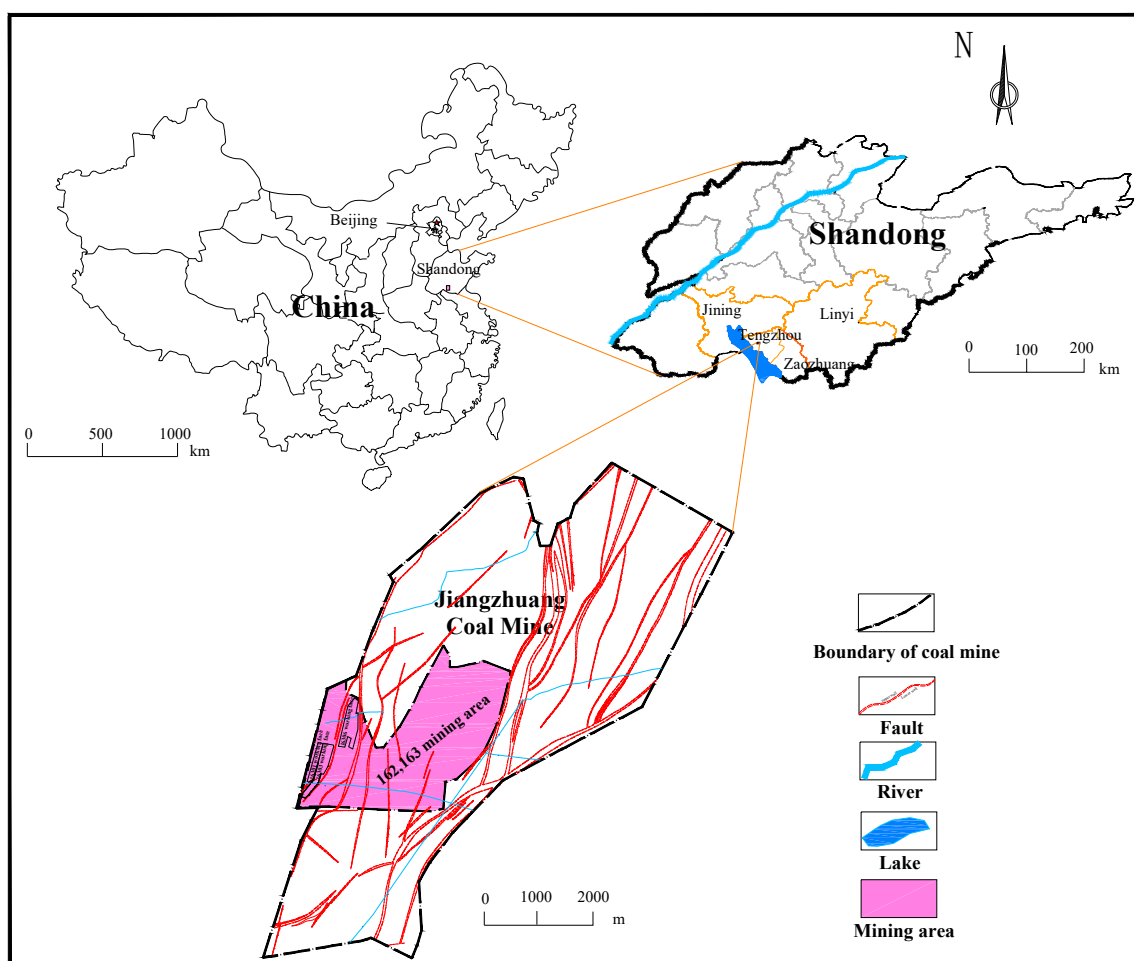 N
Beijing
Shandong
China
0 500 1000
km
Shandong
Jining
Linyi
Tengzhou
Zaozhuang
0 100 200
km
Jiangzhuang
Coal Mine
162,163 mining area
0 1000 2000
m
Boundary of coal mine
Fault
River
Lake
Mining area